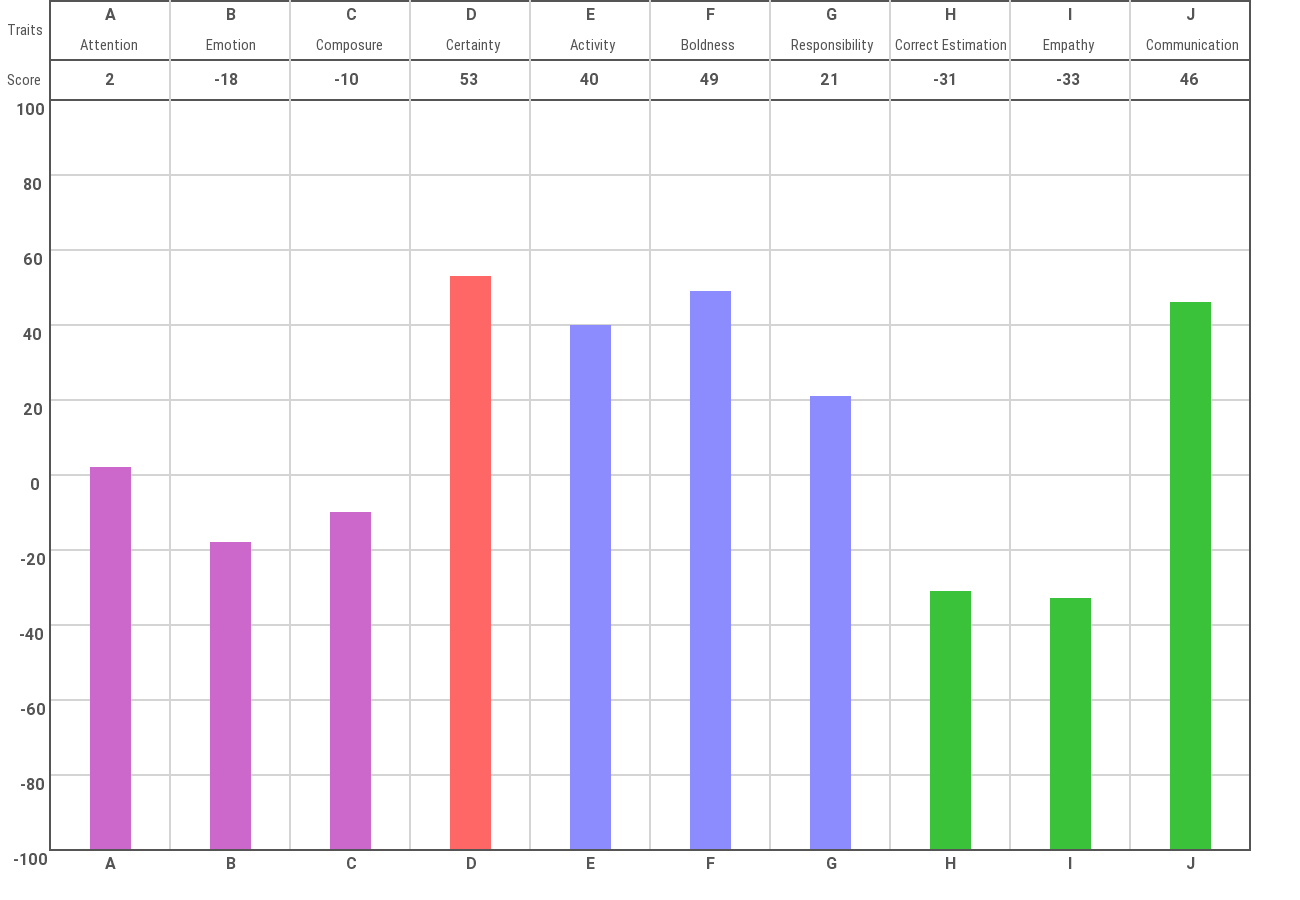 Traits A B C D E F G H I J
Attention Emotion Composure Certainty Activity Boldness Responsibility Correct Estimation Empathy Communication
Score 2 -18 -10 53 40 49 21 -31 -33 46
100
80
60
40
20
0
-20
-40
-60
-80
-100
A B C D E F G H I J